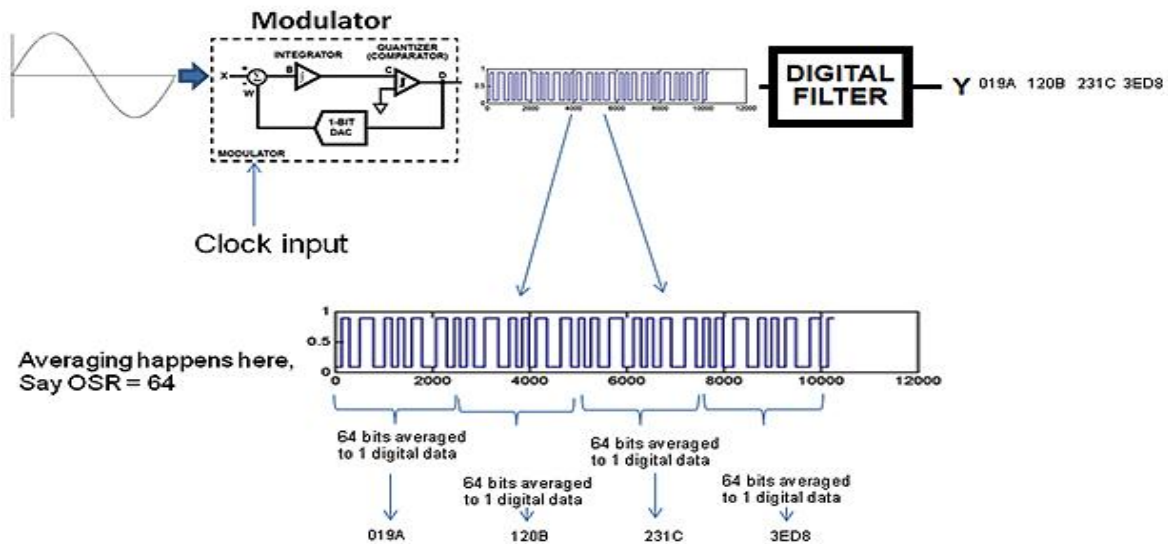 Modulator
INTEGRATOR
QUANTIZER
(COMPARATOR)
X
+
Σ
B
∫
C
D
W
1-BIT
DAC
MODULATOR
1
0.5
0
0 2000 4000 6000 8000 10000 12000
DIGITAL
FILTER
Y 019A 120B 231C 3ED8
Clock input
Averaging happens here,
Say OSR = 64
1
0.5
0
0 2000 4000 6000 8000 10000 12000
64 bits averaged
to 1 digital data
64 bits averaged
to 1 digital data
64 bits averaged
to 1 digital data
64 bits averaged
to 1 digital data
019A 120B 231C 3ED8